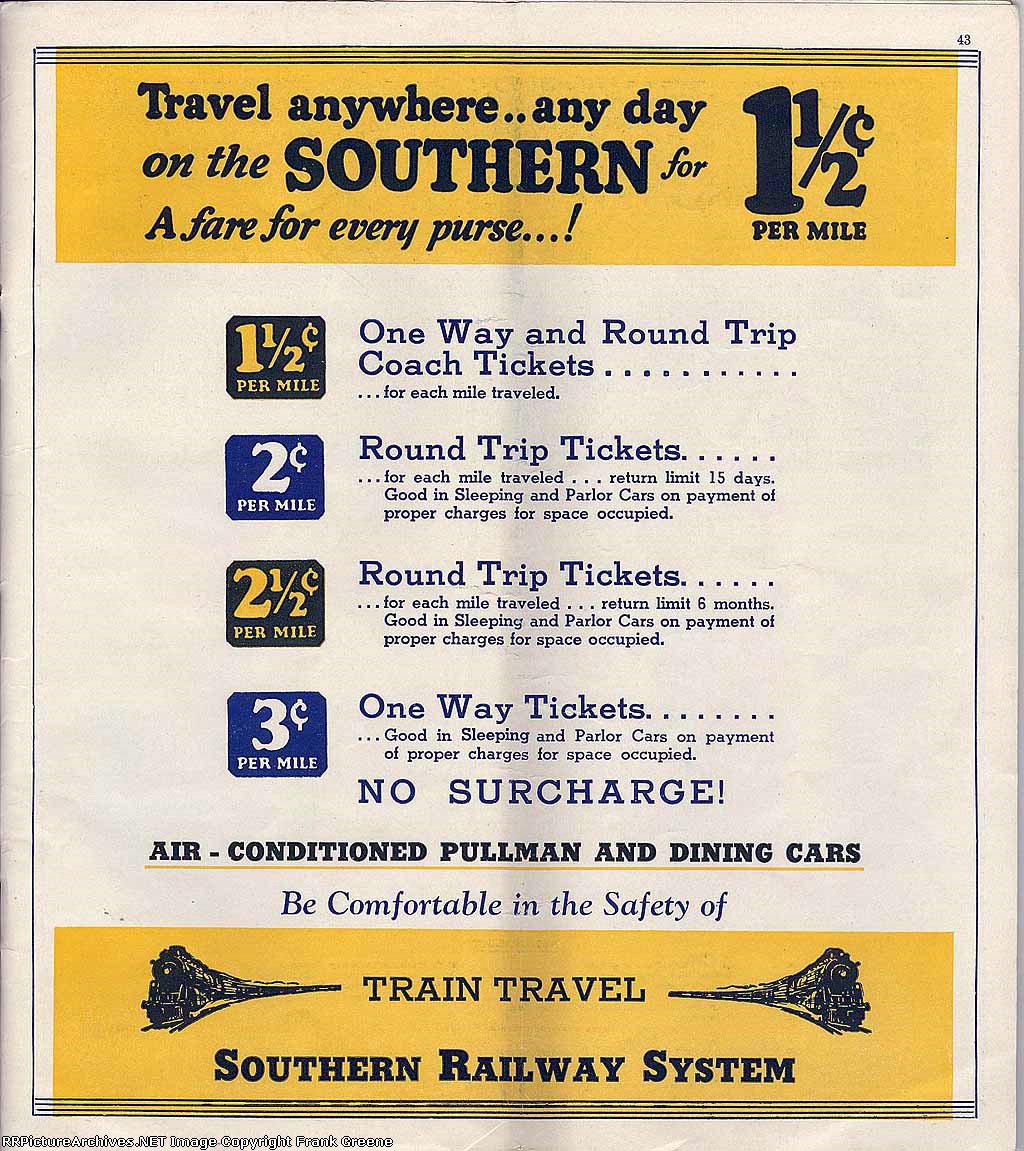 43
Travel anywhere..any day
on the SOUTHERN for
A fare for every purse...!
1 1/2¢
PER MILE
1 1/2¢
PER MILE
One Way and Round Trip
Coach Tickets . . . . . . . . . . .
...for each mile traveled.
2¢
PER MILE
Round Trip Tickets. . . . . .
...for each mile traveled . . . return limit 15 days.
Good in Sleeping and Parlor Cars on payment of
proper charges for space occupied.
2 1/2¢
PER MILE
Round Trip Tickets. . . . . .
...for each mile traveled . . . return limit 6 months.
Good in Sleeping and Parlor Cars on payment of
proper charges for space occupied.
3¢
PER MILE
One Way Tickets. . . . . . . .
...Good in Sleeping and Parlor Cars on payment
of proper charges for space occupied.
NO SURCHARGE!
AIR - CONDITIONED PULLMAN AND DINING CARS
Be Comfortable in the Safety of
TRAIN TRAVEL
SOUTHERN RAILWAY SYSTEM
RRPictureArchives.NET Image Copyright Frank Greene